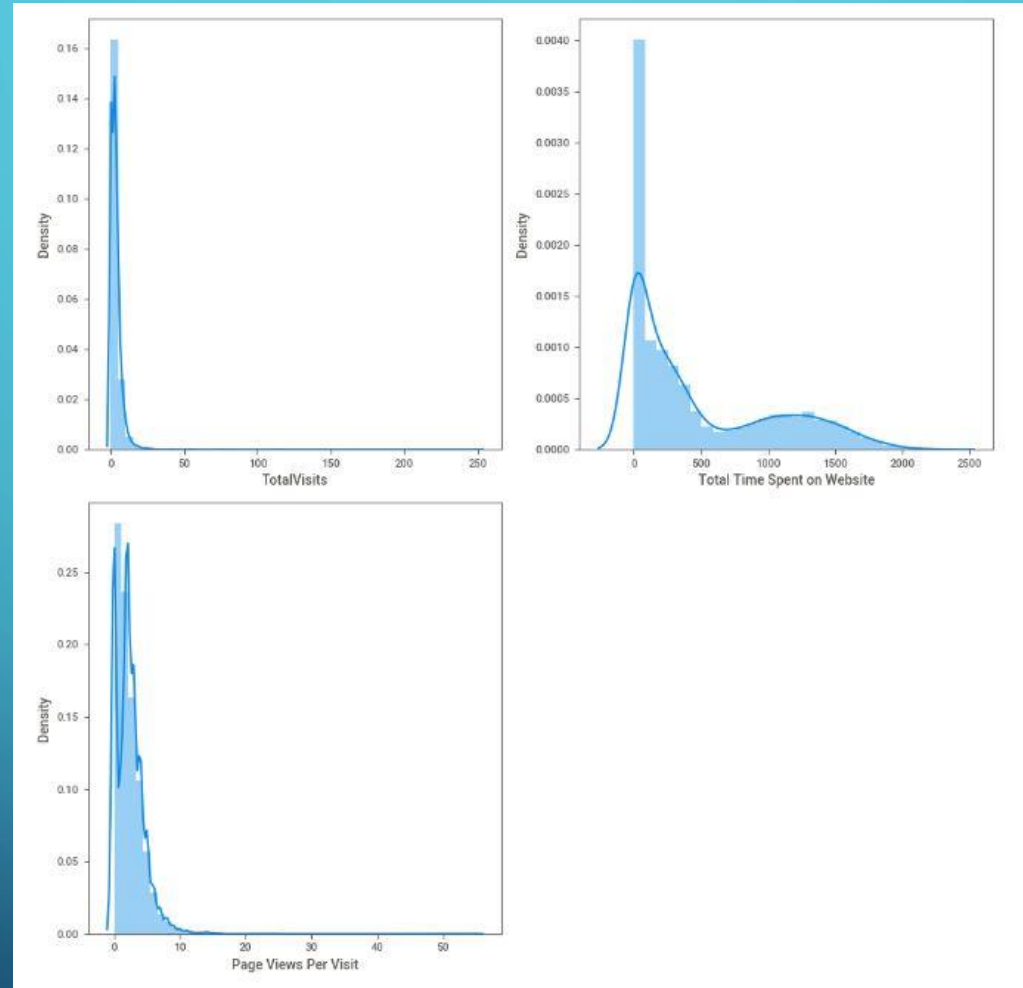 0.16
0.14
0.12
0.10
0.08
0.06
0.04
0.02
0.00
Density
0 50 100 150 200 250
TotalVisits
0.0040
0.0035
0.0030
0.0025
0.0020
0.0015
0.0010
0.0005
0.0000
Density
0 500 1000 1500 2000 2500
Total Time Spent on Website
0.25
0.20
0.15
0.10
0.05
0.00
Density
0 10 20 30 40 50
Page Views Per Visit